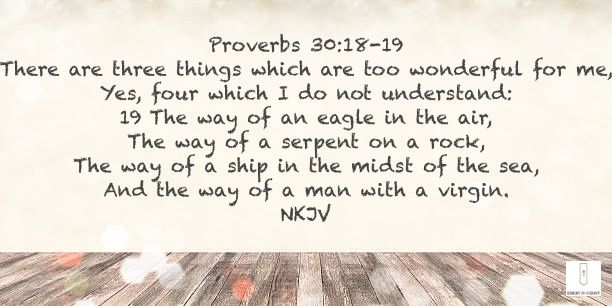 Proverbs 30:18-19
There are three things which are too wonderful for me,
Yes, four which I do not understand:
19 The way of an eagle in the air,
The way of a serpent on a rock,
The way of a ship in the midst of the sea,
And the way of a man with a virgin.
NKJV